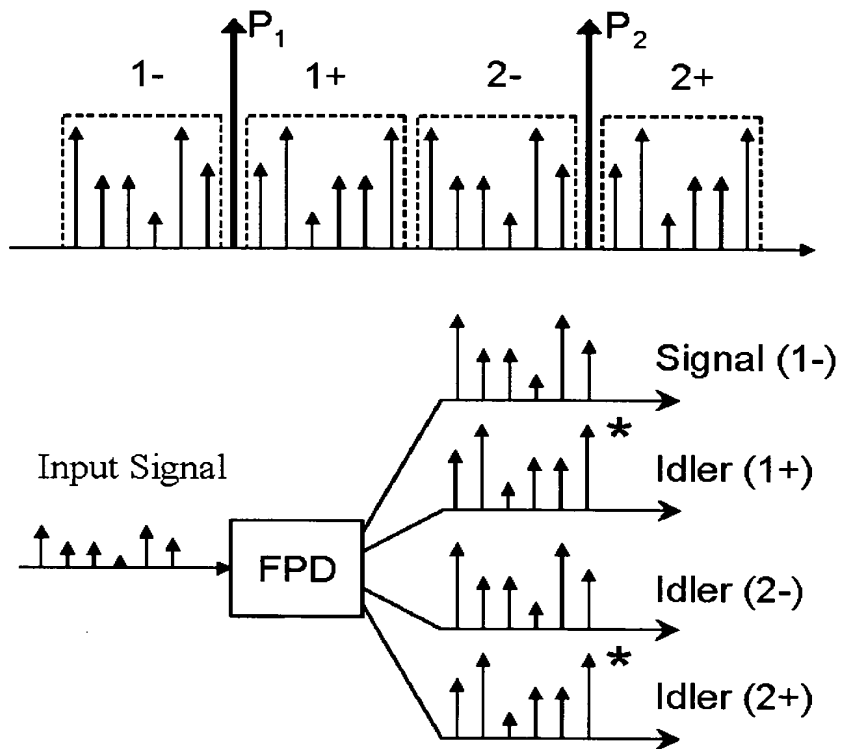 P1
P2
1-
1+
2-
2+
Signal (1-)
*
Idler (1+)
Input Signal
FPD
Idler (2-)
*
Idler (2+)